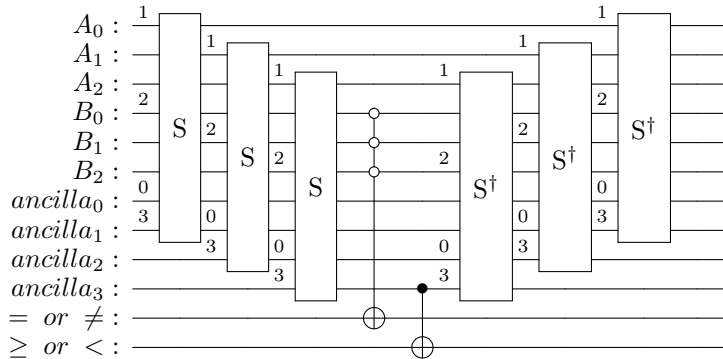 A₀ : 1
A₁ : 1
A₂ : 1
B₀ : 2
B₁ : 2
B₂ : 2
ancilla₀ : 0
ancilla₁ : 3 0
ancilla₂ : 3 0
ancilla₃ : 3
= or ≠ :
≥ or < :
S
S
S
1 1 1
2 2 2
0 0 0
3 3 3
S†
S†
S†